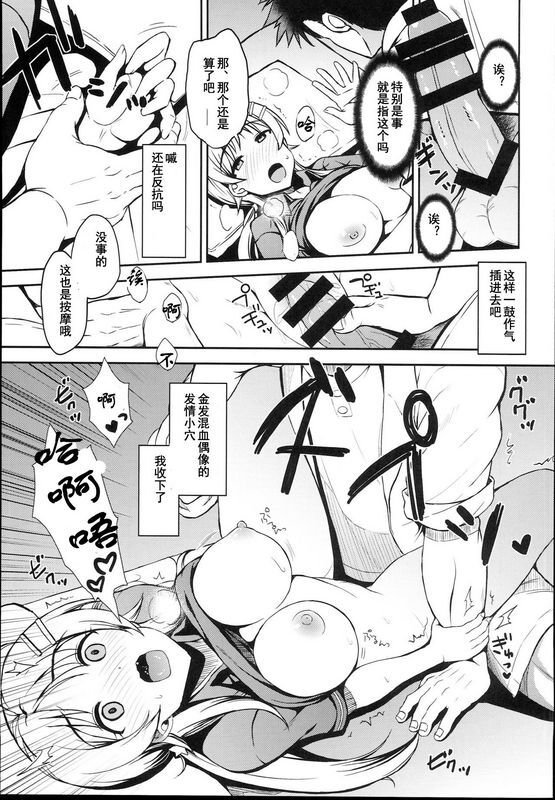 诶？
特别是事
就是指这个吗
诶？
哈
那、那个还是
算了吧
嘁
还在反抗吗
没事的
这也是按摩哦
诶
啊
不
这样一鼓作气
插进去吧
金发混血偶像的
发情小穴
我收下了
啊
哈
啊
唔